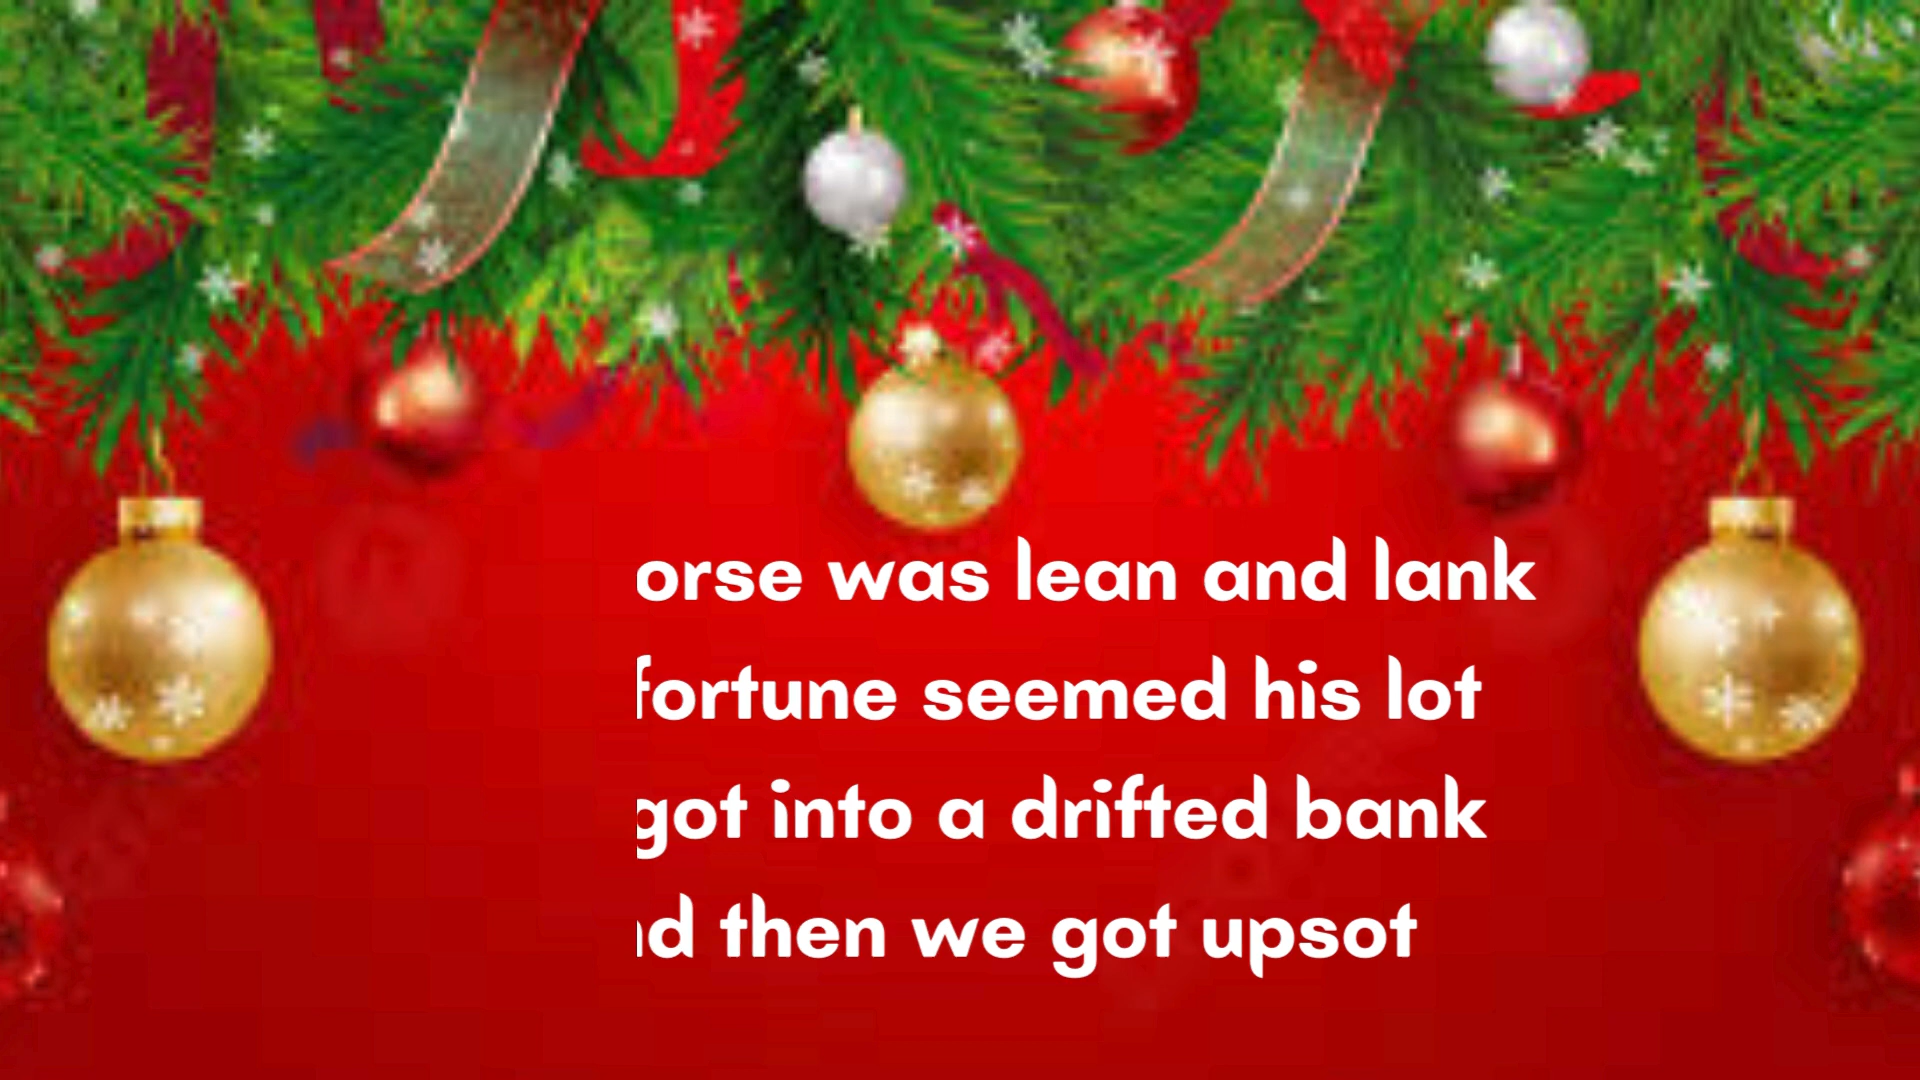 orse was lean and lank
fortune seemed his lot
got into a drifted bank
d then we got upsot